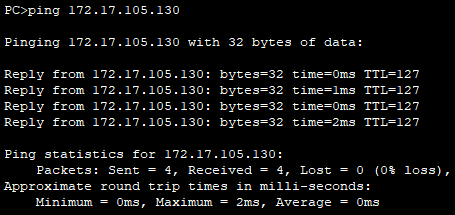 PC>ping 172.17.105.130
Pinging 172.17.105.130 with 32 bytes of data:
Reply from 172.17.105.130: bytes=32 time=0ms TTL=127
Reply from 172.17.105.130: bytes=32 time=1ms TTL=127
Reply from 172.17.105.130: bytes=32 time=0ms TTL=127
Reply from 172.17.105.130: bytes=32 time=2ms TTL=127
Ping statistics for 172.17.105.130:
Packets: Sent = 4, Received = 4, Lost = 0 (0% loss),
Approximate round trip times in milli-seconds:
Minimum = 0ms, Maximum = 2ms, Average = 0ms